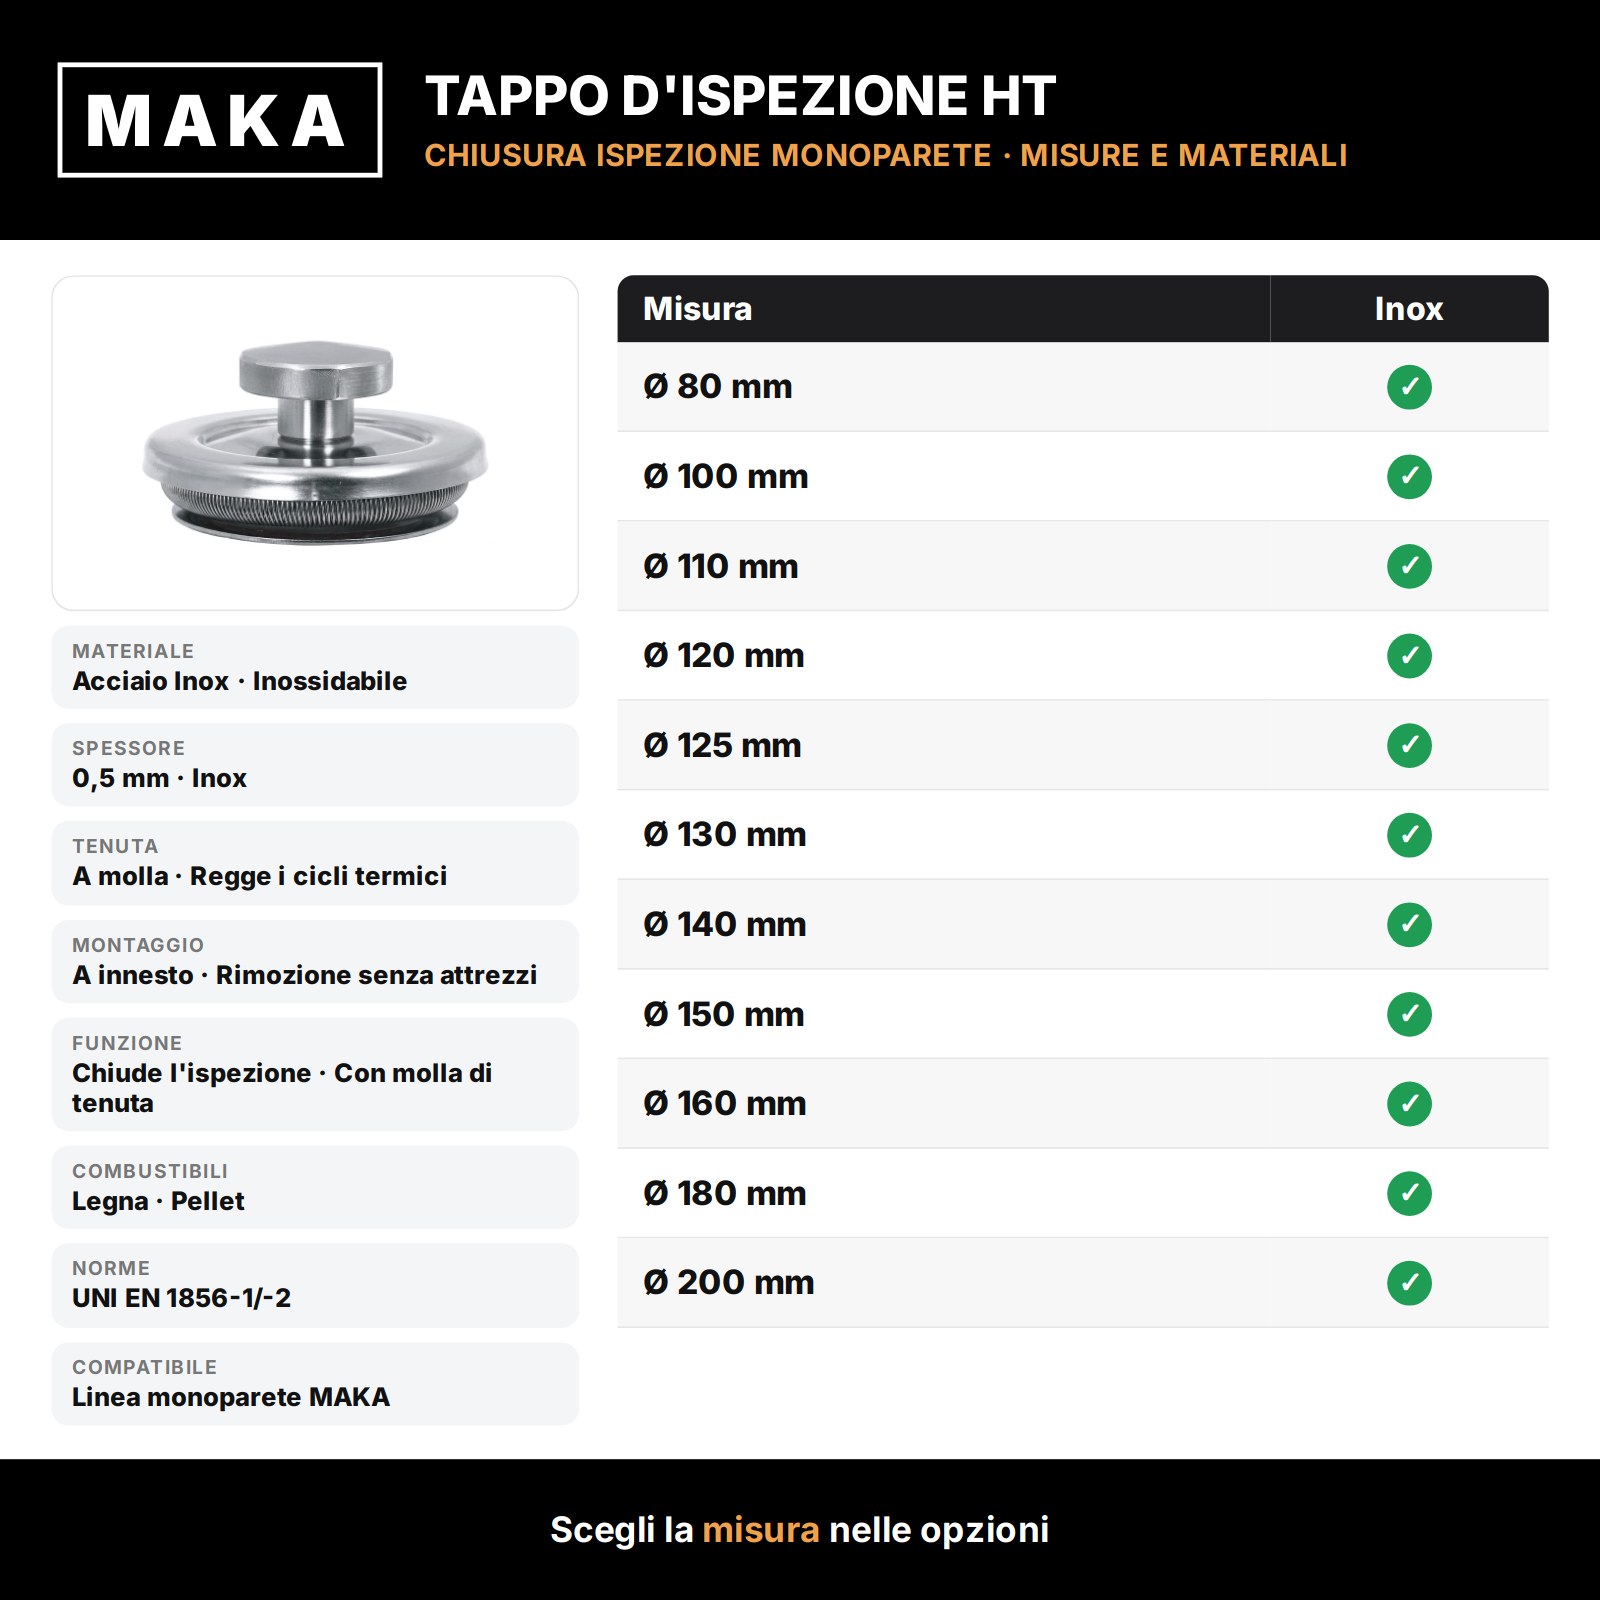 MAKA
TAPPO D'ISPEZIONE HT
CHIUSURA ISPEZIONE MONOPARETE · MISURE E MATERIALI
MATERIALE
Acciaio Inox · Inossidabile
SPESSORE
0,5 mm · Inox
TENUTA
A molla · Regge i cicli termici
MONTAGGIO
A innesto · Rimozione senza attrezzi
FUNZIONE
Chiude l'ispezione · Con molla di
tenuta
COMBUSTIBILI
Legna · Pellet
NORME
UNI EN 1856-1/-2
COMPATIBILE
Linea monoparete MAKA
Misura Inox
Ø 80 mm ✓
Ø 100 mm ✓
Ø 110 mm ✓
Ø 120 mm ✓
Ø 125 mm ✓
Ø 130 mm ✓
Ø 140 mm ✓
Ø 150 mm ✓
Ø 160 mm ✓
Ø 180 mm ✓
Ø 200 mm ✓
Scegli la misura nelle opzioni